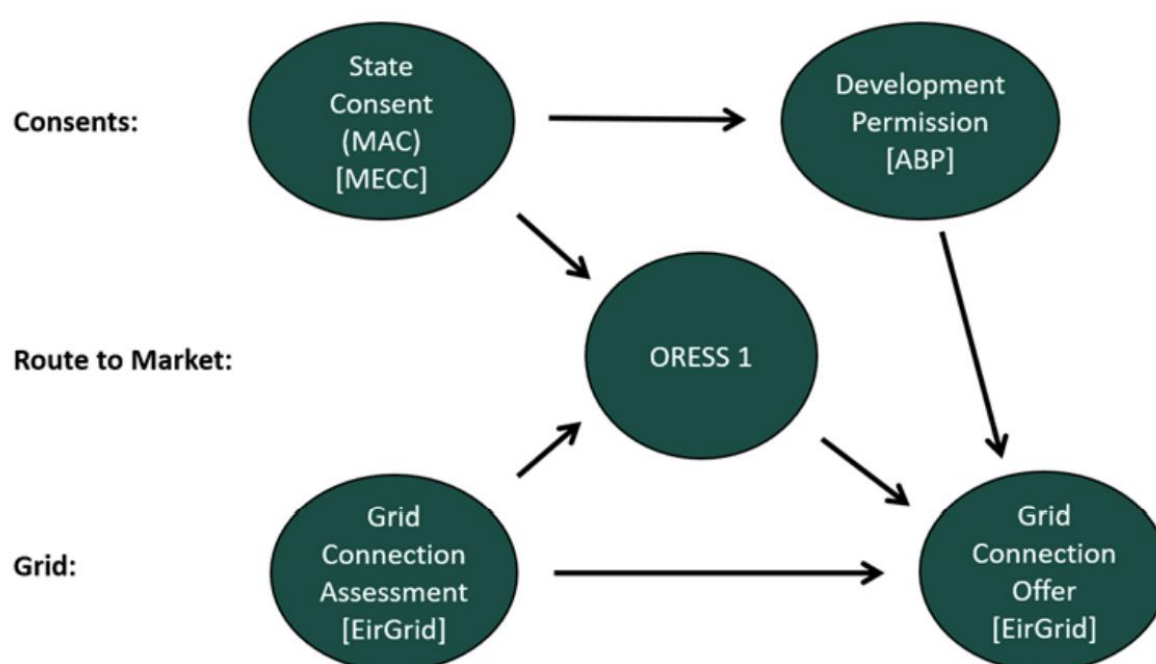 Consents:
State
Consent
(MAC)
[MECC]
Development
Permission
[ABP]
Route to Market:
ORESS 1
Grid:
Grid
Connection
Assessment
[EirGrid]
Grid
Connection
Offer
[EirGrid]